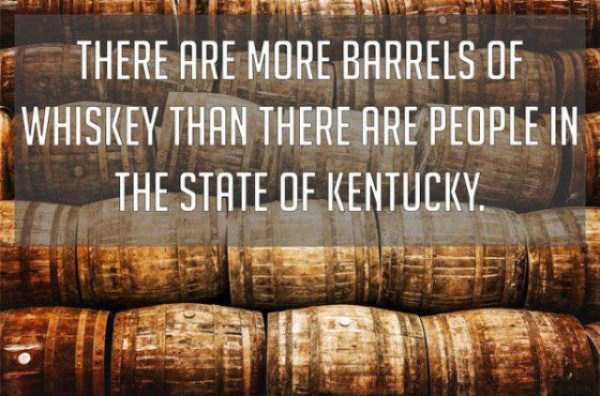 THERE ARE MORE BARRELS OF
WHISKEY THAN THERE ARE PEOPLE IN
THE STATE OF KENTUCKY.